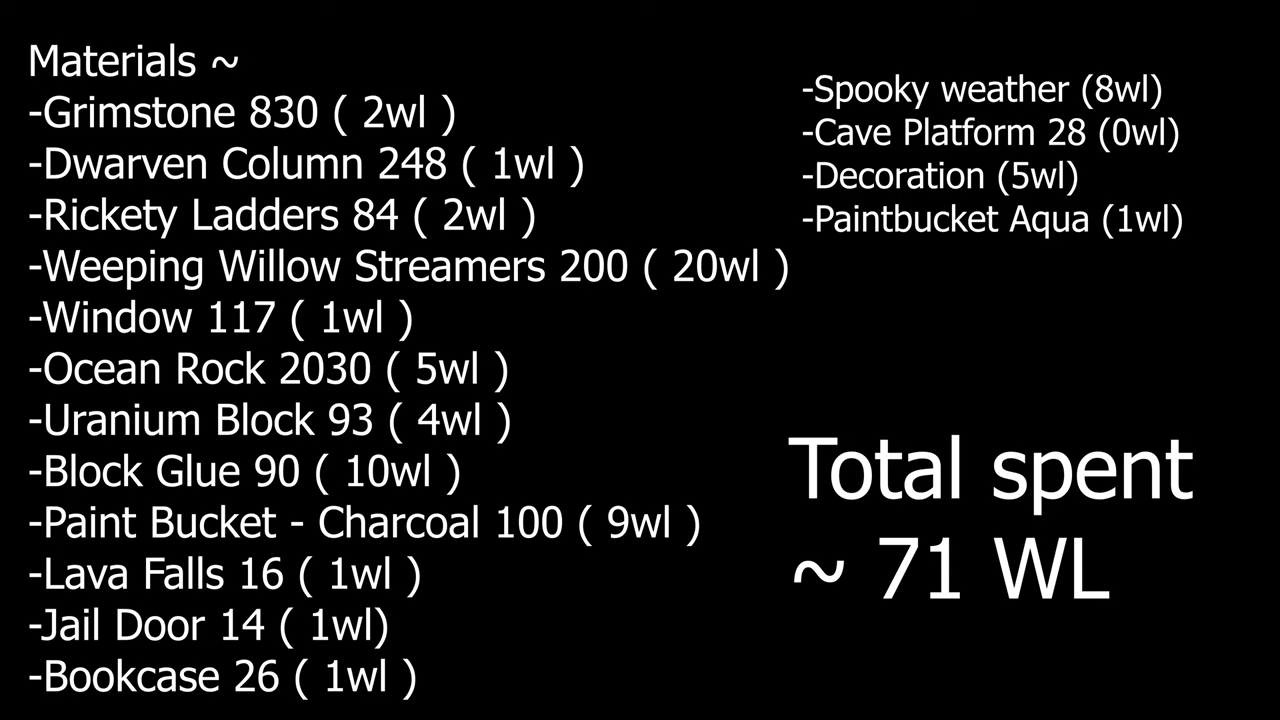 Materials ~
-Grimstone 830 ( 2wl )
-Dwarven Column 248 ( 1wl )
-Rickety Ladders 84 ( 2wl )
-Weeping Willow Streamers 200 ( 20wl )
-Window 117 ( 1wl )
-Ocean Rock 2030 ( 5wl )
-Uranium Block 93 ( 4wl )
-Block Glue 90 ( 10wl )
-Paint Bucket - Charcoal 100 ( 9wl )
-Lava Falls 16 ( 1wl )
-Jail Door 14 ( 1wl)
-Bookcase 26 ( 1wl )
-Spooky weather (8wl)
-Cave Platform 28 (0wl)
-Decoration (5wl)
-Paintbucket Aqua (1wl)
Total spent
~ 71 WL